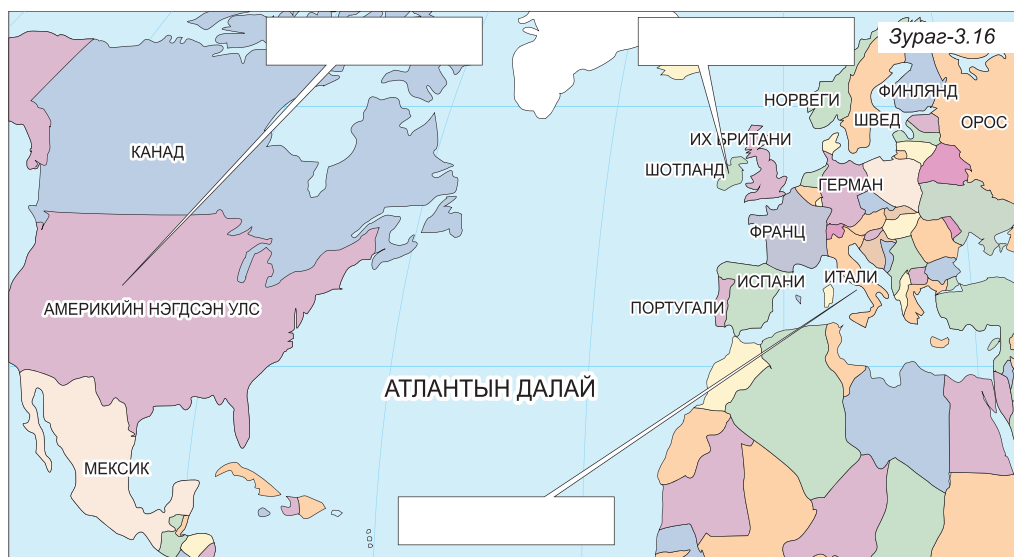 Зураг-3.16
НОРВЕГИ
ФИНЛЯНД
ШВЕД
ОРОС
ИХ БРИТАНИ
КАНАД
ШОТЛАНД
ГЕРМАН
ФРАНЦ
ИСПАНИ
ИТАЛИ
АМЕРИКИЙН НЭГДСЭН УЛС
ПОРТУГАЛИ
АТЛАНТЫН ДАЛАЙ
МЕКСИК